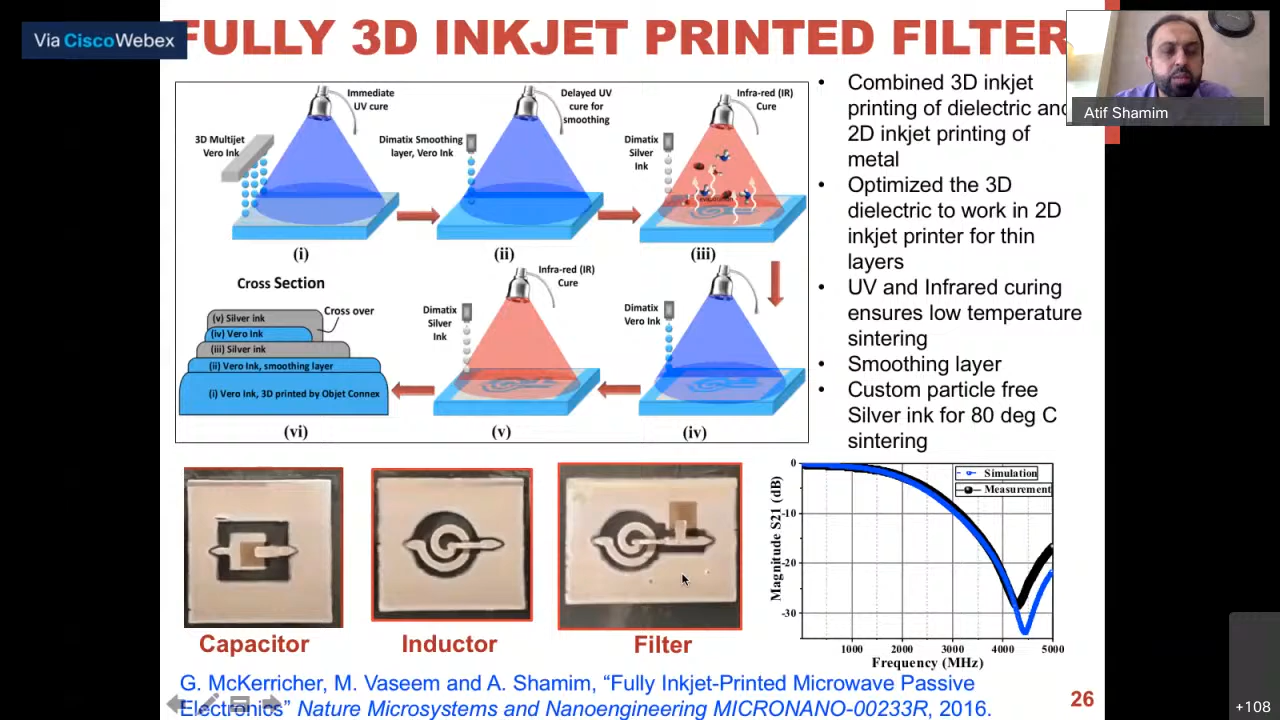 Via Cisco Webex
FULLY 3D INKJET PRINTED FILTER
Atif Shamim
Immediate
UV cure
3D Multijet
Vero Ink
(i)
Delayed UV
cure for
smoothing
Dimatix Smoothing
layer, Vero Ink
(ii)
Infra-red (IR)
Cure
Dimatix
Silver
Ink
(iii)
Cross Section
Cross over
(v) Silver ink
(iv) Vero Ink
(iii) Silver ink
(ii) Vero Ink, smoothing layer
(i) Vero Ink, 3D printed by Objet Connex
(vi)
Infra-red (IR)
Cure
Dimatix
Silver
Ink
(v)
Dimatix
Vero Ink
(iv)
• Combined 3D inkjet
printing of dielectric and
2D inkjet printing of
metal
• Optimized the 3D
dielectric to work in 2D
inkjet printer for thin
layers
• UV and Infrared curing
ensures low temperature
sintering
• Smoothing layer
• Custom particle free
Silver ink for 80 deg C
sintering
Capacitor
Inductor
Filter
Magnitude S21 (dB)
0
-10
-20
-30
Simulation
Measurement
1000 2000 3000 4000 5000
Frequency (MHz)
G. McKerricher, M. Vaseem and A. Shamim, “Fully Inkjet-Printed Microwave Passive
Electronics” Nature Microsystems and Nanoengineering MICRONANO-00233R, 2016.
26
+108